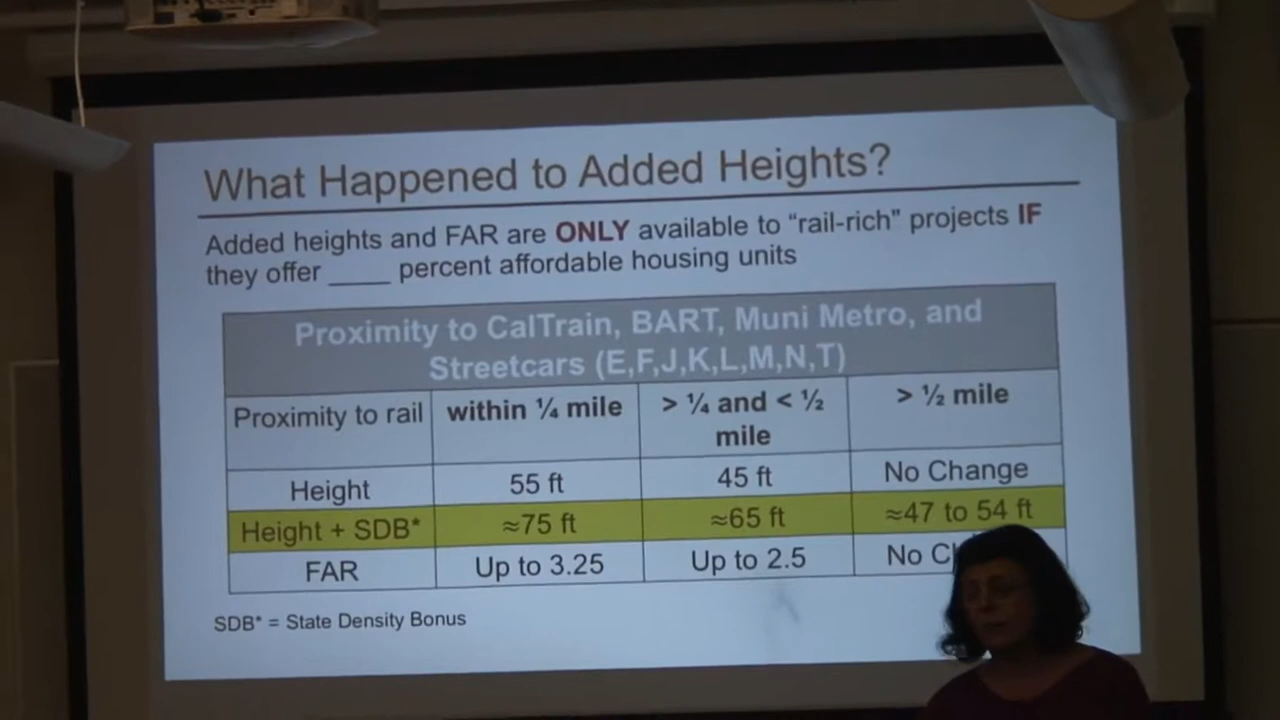 What Happened to Added Heights?
Added heights and FAR are ONLY available to “rail-rich” projects IF
they offer ____ percent affordable housing units
Proximity to CalTrain, BART, Muni Metro, and
Streetcars (E,F,J,K,L,M,N,T)
Proximity to rail within ¼ mile > ¼ and < ½ > ½ mile
mile
Height 55 ft 45 ft No Change
Height + SDB* ≈75 ft ≈65 ft ≈47 to 54 ft
FAR Up to 3.25 Up to 2.5 No
SDB* = State Density Bonus